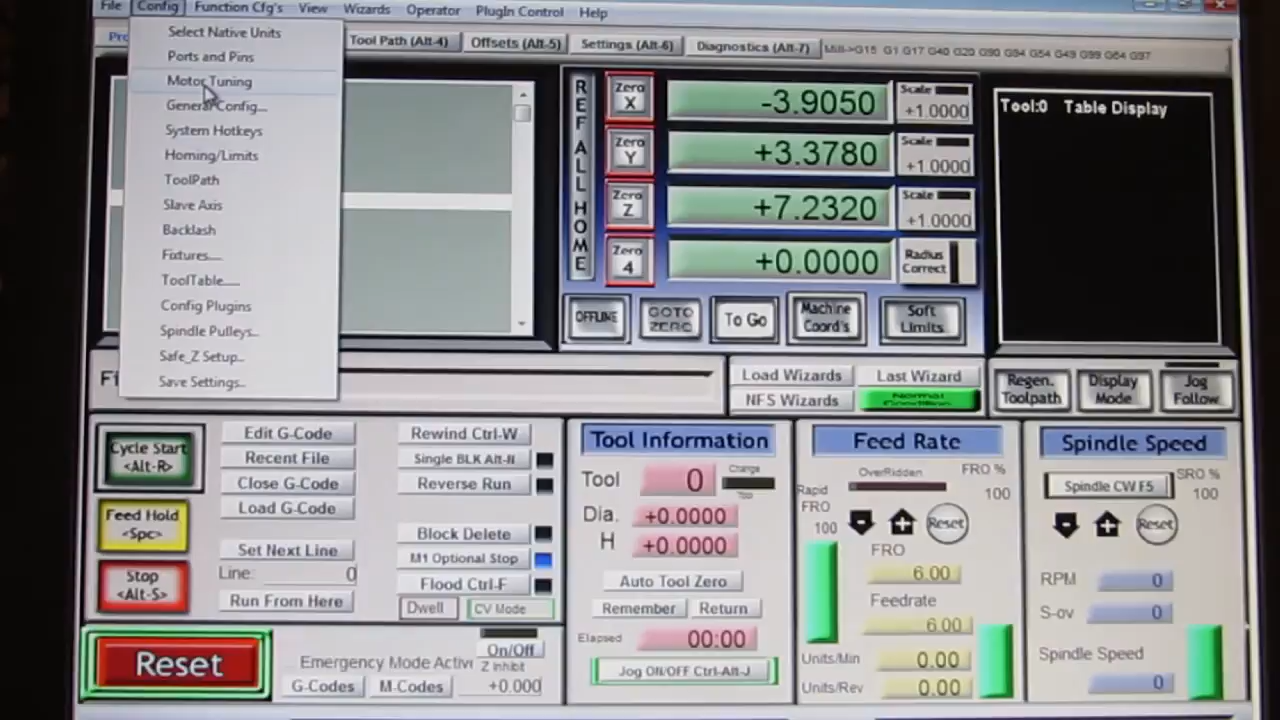 File Config Function Cfg's View Wizards Operator PlugIn Control Help
Tool Path (Alt-4) Offsets (Alt-5) Settings (Alt-6) Diagnostics (Alt-7) Mill->G15 G1 G17 G40 G20 G90 G94 G54 G49 G99 G64 G97
Select Native Units
Ports and Pins
Motor Tuning
General Config...
System Hotkeys
Homing/Limits
ToolPath
Slave Axis
Backlash
Fixtures....
ToolTable.....
Config Plugins
Spindle Pulleys..
Safe_Z Setup..
Save Settings..
REF ALL HOME
Zero X -3.9050 Scale +1.0000
Zero Y +3.3780 Scale +1.0000
Zero Z +7.2320 Scale +1.0000
Zero 4 +0.0000 Radius Correct
OFFLINE GOTO ZERO To Go Machine Coord's Soft Limits
Tool:0 Table Display
Load Wizards Last Wizard
NFS Wizards Normal Condition
Regen. Toolpath Display Mode Jog Follow
Cycle Start <Alt-R>
Feed Hold <Spc>
Stop <Alt-S>
Edit G-Code
Recent File
Close G-Code
Load G-Code
Set Next Line
Line: 0
Run From Here
Rewind Ctrl-W
Single BLK Alt-N
Reverse Run
Block Delete
M1 Optional Stop
Flood Ctrl-F
Dwell CV Mode
Reset
Emergency Mode Active
On/Off
Z Inhibit
+0.000
G-Codes M-Codes
Tool Information
Tool 0 Change Tool
Dia. +0.0000
H +0.0000
Auto Tool Zero
Remember Return
Elapsed 00:00
Jog ON/OFF Ctrl-Alt-J
Feed Rate
OverRidden FRO %
100
Rapid FRO
100
Reset
FRO
6.00
Feedrate
6.00
Units/Min 0.00
Units/Rev 0.00
Spindle Speed
Spindle CW F5 SRO %
100
Reset
RPM 0
S-ov 0
Spindle Speed
0